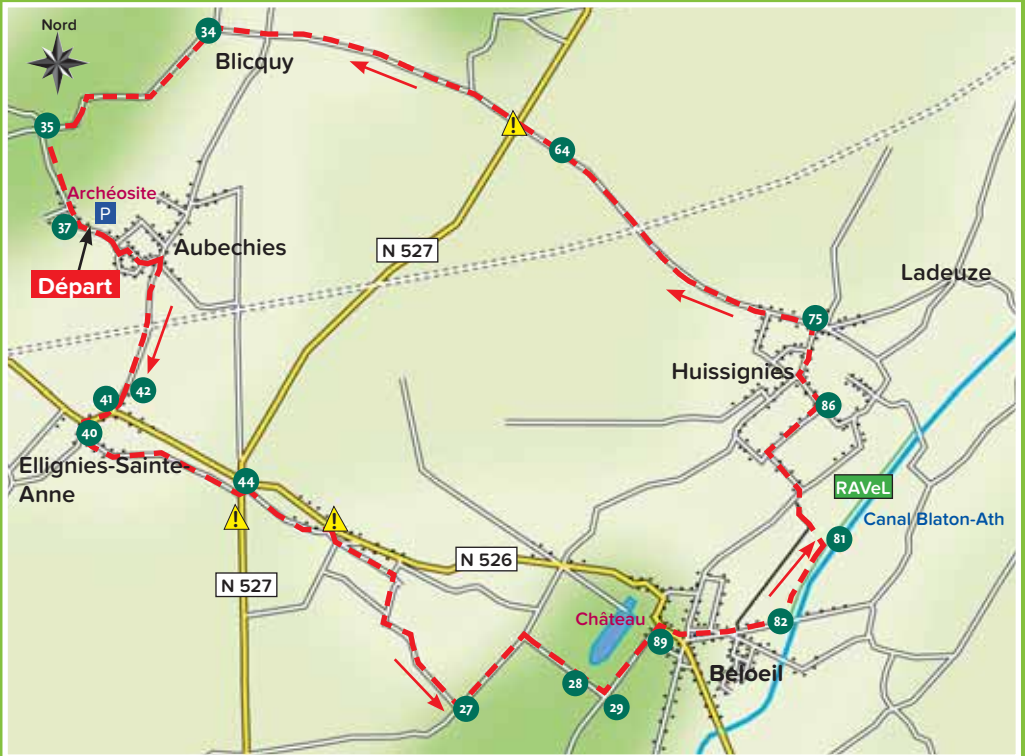 Nord
34
Blicquy
35
64
Archéosite
P
37
Aubechies
N 527
Départ
Ladeuze
75
Huissignies
42
41
86
40
Ellignies-Sainte-
Anne
44
RAVeL
Canal Blaton-Ath
81
N 526
N 527
Château
82
89
Beloeil
28
29
27
!
!
!